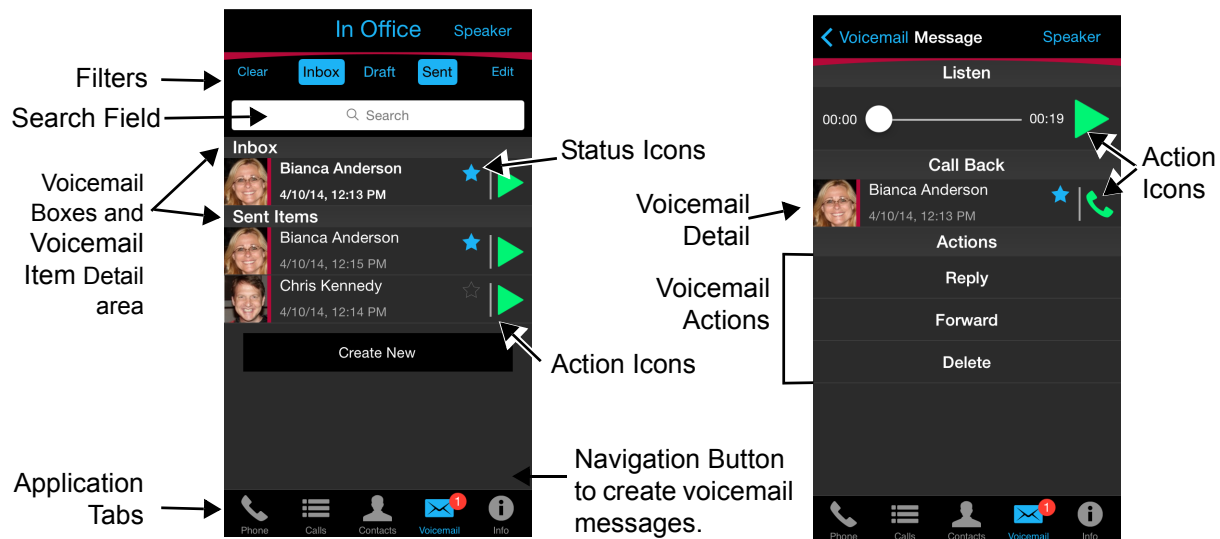 In Office Speaker
Clear Inbox Draft Sent Edit
Search
Inbox
Bianca Anderson
4/10/14, 12:13 PM
Sent Items
Bianca Anderson
4/10/14, 12:15 PM
Chris Kennedy
4/10/14, 12:14 PM
Create New
Phone Calls Contacts Voicemail 1 Info
Filters
Search Field
Voicemail
Boxes and
Voicemail
Item Detail
area
Application
Tabs
Status Icons
Action Icons
Navigation Button
to create voicemail
messages.
Voicemail Message Speaker
Listen
00:00 00:19
Call Back
Bianca Anderson
4/10/14, 12:13 PM
Actions
Reply
Forward
Delete
Phone Calls Contacts Voicemail 1 Info
Voicemail
Detail
Voicemail
Actions
Action
Icons